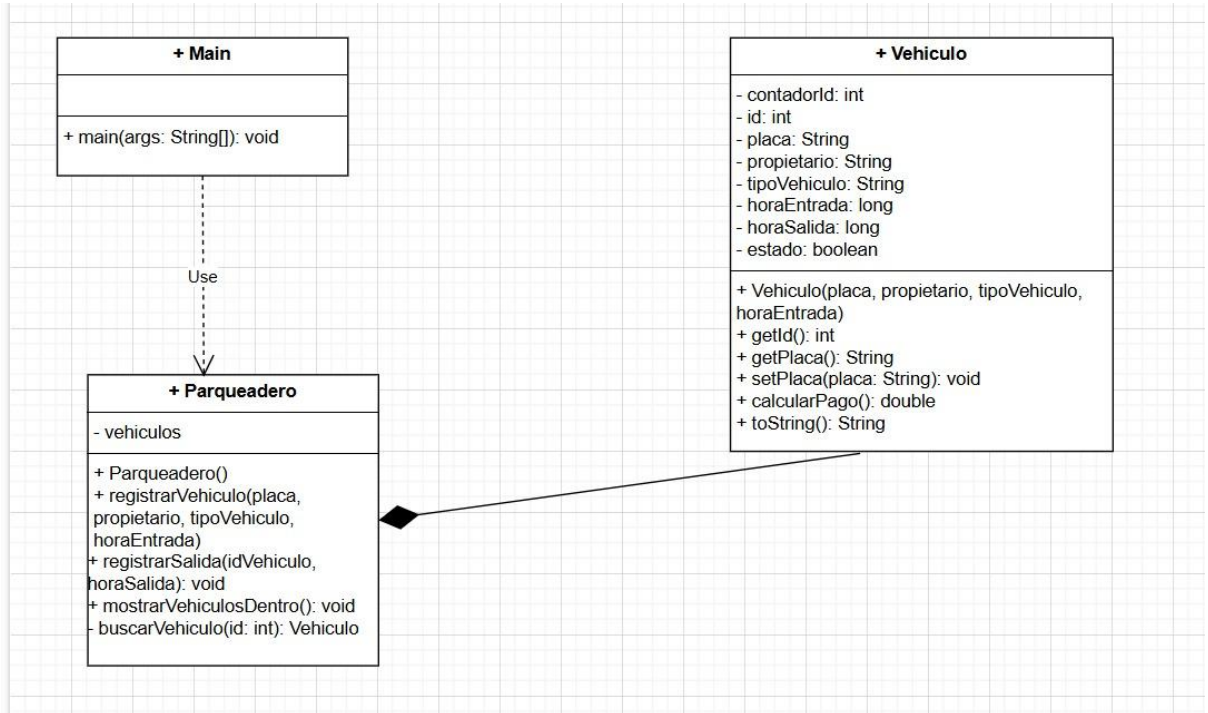 + Main
+ main(args: String[]): void
Use
+ Parqueadero
- vehiculos
+ Parqueadero()
+ registrarVehiculo(placa,
propietario, tipoVehiculo,
horaEntrada)
+ registrarSalida(idVehiculo,
horaSalida): void
+ mostrarVehiculosDentro(): void
- buscarVehiculo(id: int): Vehiculo
+ Vehiculo
- contadorId: int
- id: int
- placa: String
- propietario: String
- tipoVehiculo: String
- horaEntrada: long
- horaSalida: long
- estado: boolean
+ Vehiculo(placa, propietario, tipoVehiculo,
horaEntrada)
+ getId(): int
+ getPlaca(): String
+ setPlaca(placa: String): void
+ calcularPago(): double
+ toString(): String